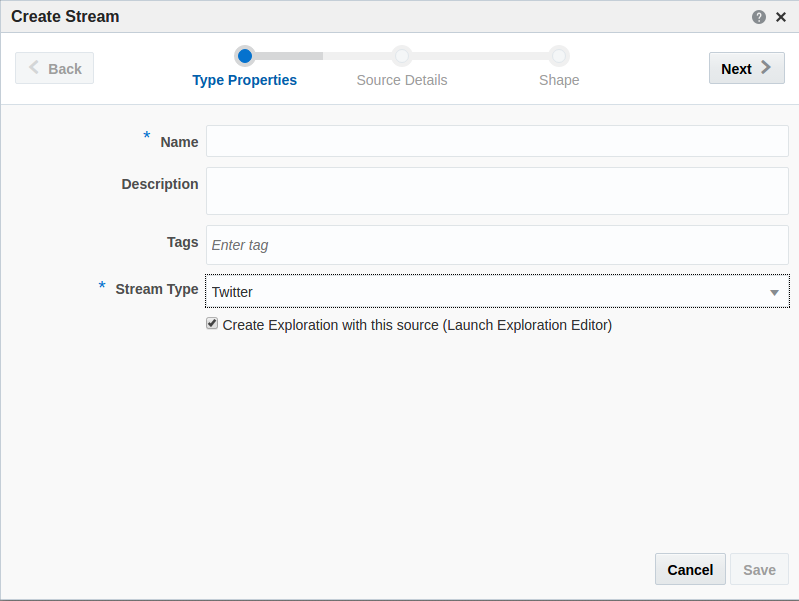 Create Stream
Back
Next
Type Properties
Source Details
Shape
* Name
Description
Tags
Enter tag
* Stream Type
Twitter
Create Exploration with this source (Launch Exploration Editor)
Cancel
Save